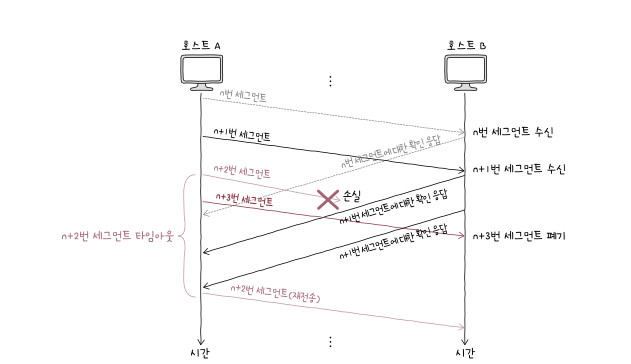 호스트 A
호스트 B
n번 세그먼트
n번 세그먼트 수신
n+1번 세그먼트
n번 세그먼트에 대한 확인 응답
n+1번 세그먼트 수신
n+2번 세그먼트
손실
n+3번 세그먼트
n+1번 세그먼트에 대한 확인 응답
n+2번 세그먼트 타임아웃
n+3번 세그먼트 폐기
n+1번 세그먼트에 대한 확인 응답
n+2번 세그먼트(재전송)
시간
시간